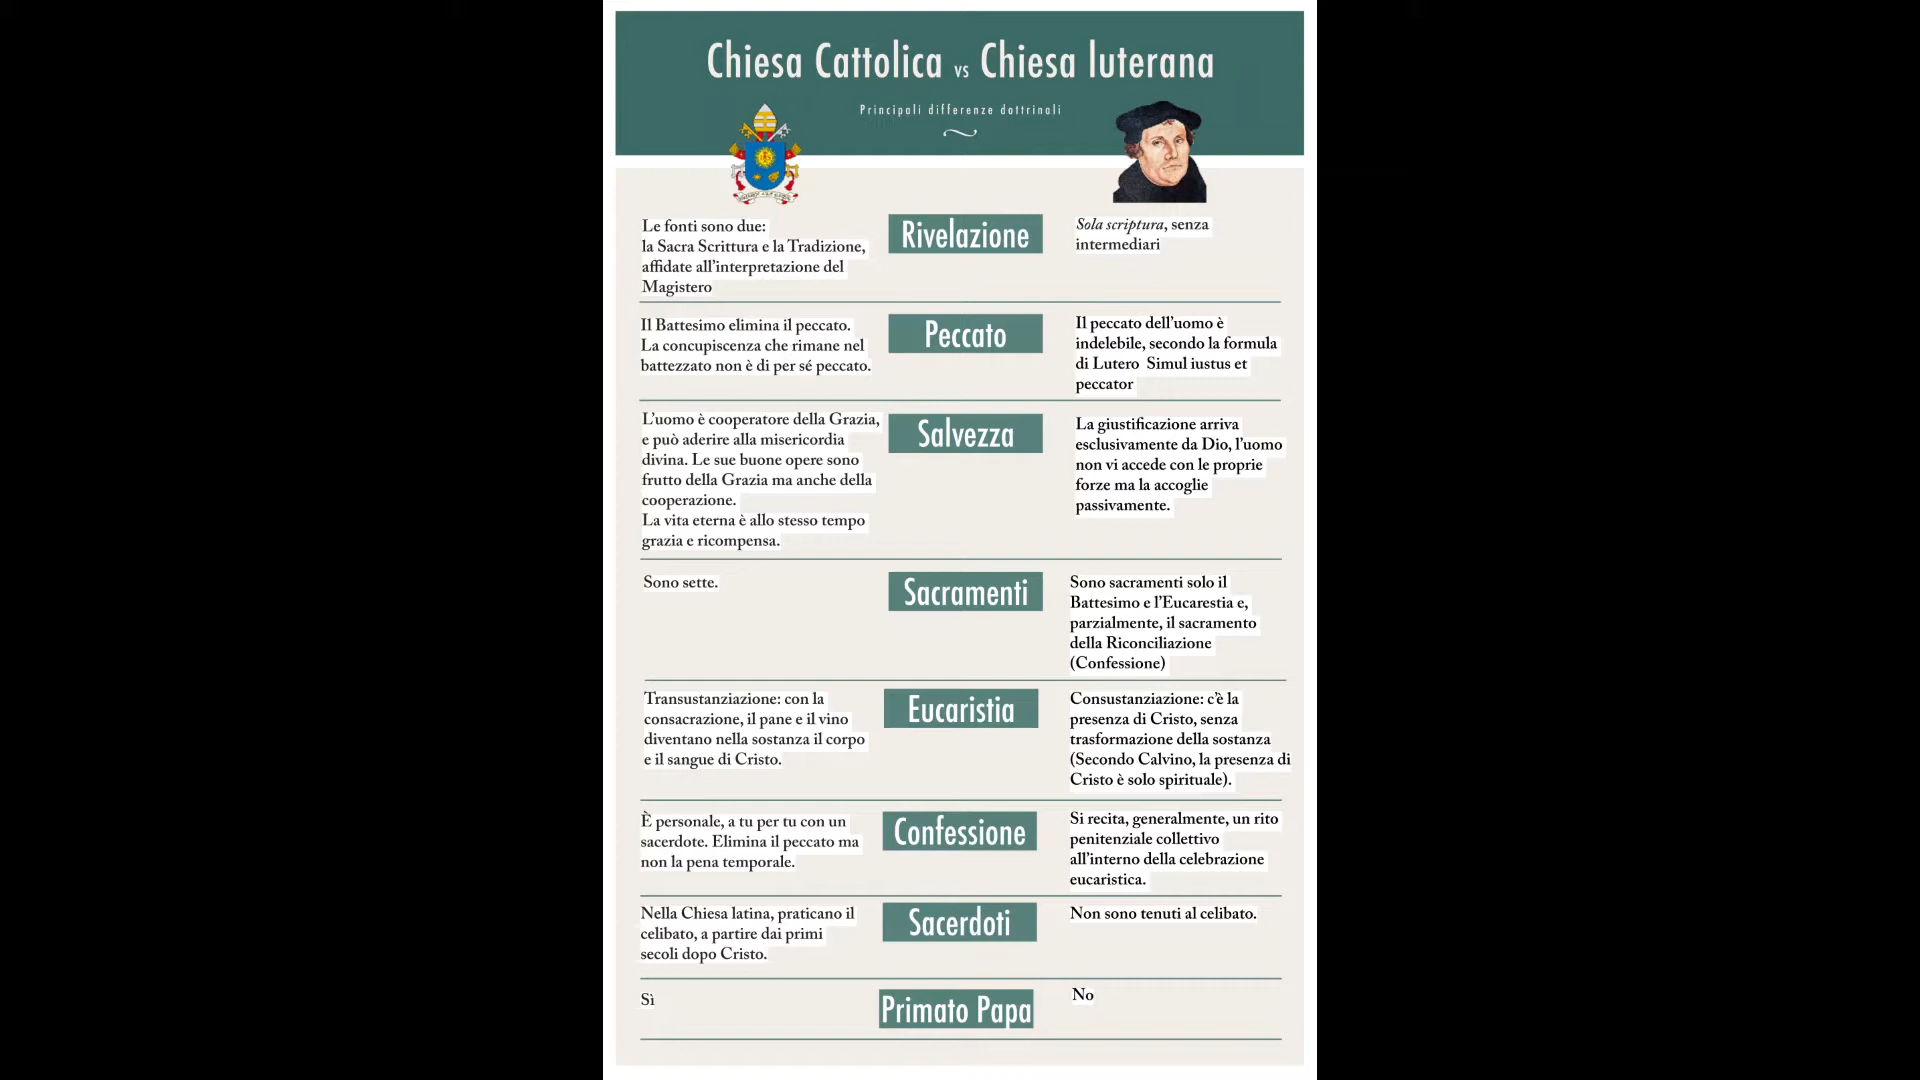 Chiesa Cattolica vs Chiesa luterana
Principali differenze dottrinali
Le fonti sono due:
la Sacra Scrittura e la Tradizione,
affidate all'interpretazione del
Magistero
Rivelazione
Sola scriptura, senza
intermediari
Il Battesimo elimina il peccato.
La concupiscenza che rimane nel
battezzato non è di per sé peccato.
Peccato
Il peccato dell'uomo è
indelebile, secondo la formula
di Lutero Simul iustus et
peccator
L'uomo è cooperatore della Grazia,
e può aderire alla misericordia
divina. Le sue buone opere sono
frutto della Grazia ma anche della
cooperazione.
La vita eterna è allo stesso tempo
grazia e ricompensa.
Salvezza
La giustificazione arriva
esclusivamente da Dio, l'uomo
non vi accede con le proprie
forze ma la accoglie
passivamente.
Sono sette.
Sacramenti
Sono sacramenti solo il
Battesimo e l'Eucarestia e,
parzialmente, il sacramento
della Riconciliazione
(Confessione)
Transustanziazione: con la
consacrazione, il pane e il vino
diventano nella sostanza il corpo
e il sangue di Cristo.
Eucaristia
Consustanziazione: c'è la
presenza di Cristo, senza
trasformazione della sostanza
(Secondo Calvino, la presenza di
Cristo è solo spirituale).
È personale, a tu per tu con un
sacerdote. Elimina il peccato ma
non la pena temporale.
Confessione
Si recita, generalmente, un rito
penitenziale collettivo
all'interno della celebrazione
eucaristica.
Nella Chiesa latina, praticano il
celibato, a partire dai primi
secoli dopo Cristo.
Sacerdoti
Non sono tenuti al celibato.
Sì
Primato Papa
No